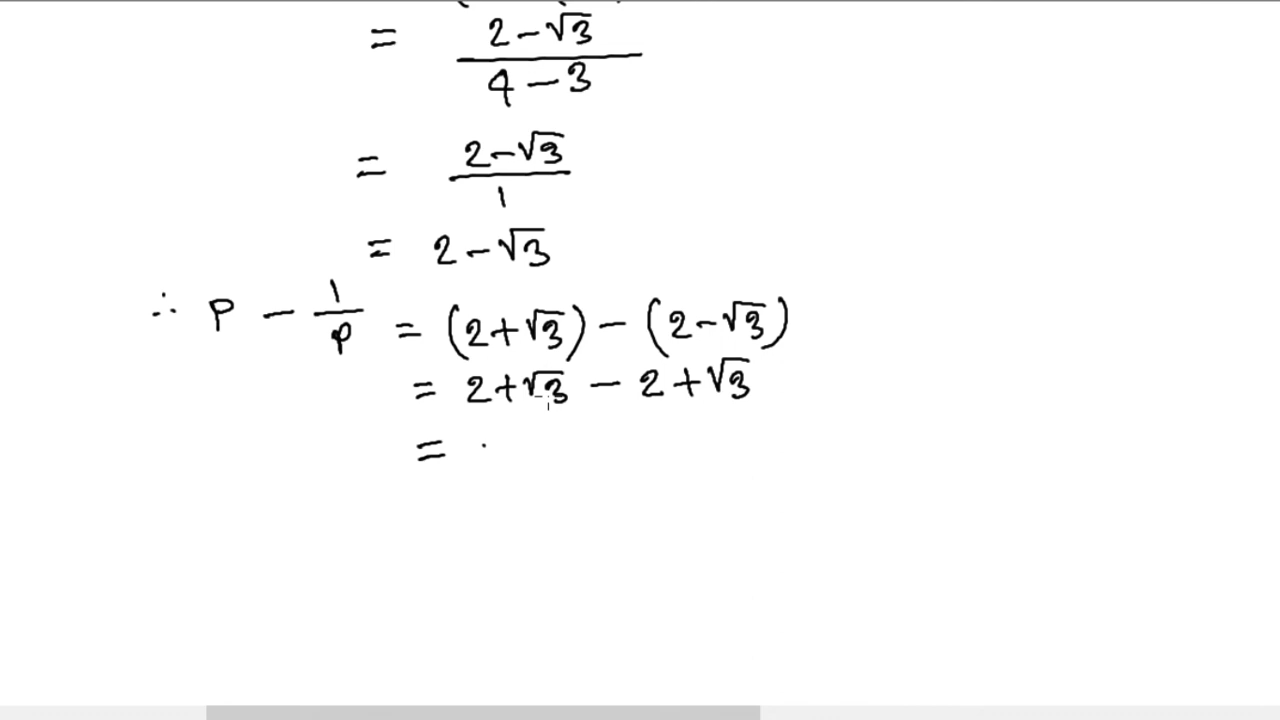 = (2-√3)/(4-3)
= (2-√3)/1
= 2-√3
∴ P - 1/P = (2+√3) - (2-√3)
= 2+√3 - 2+√3
=